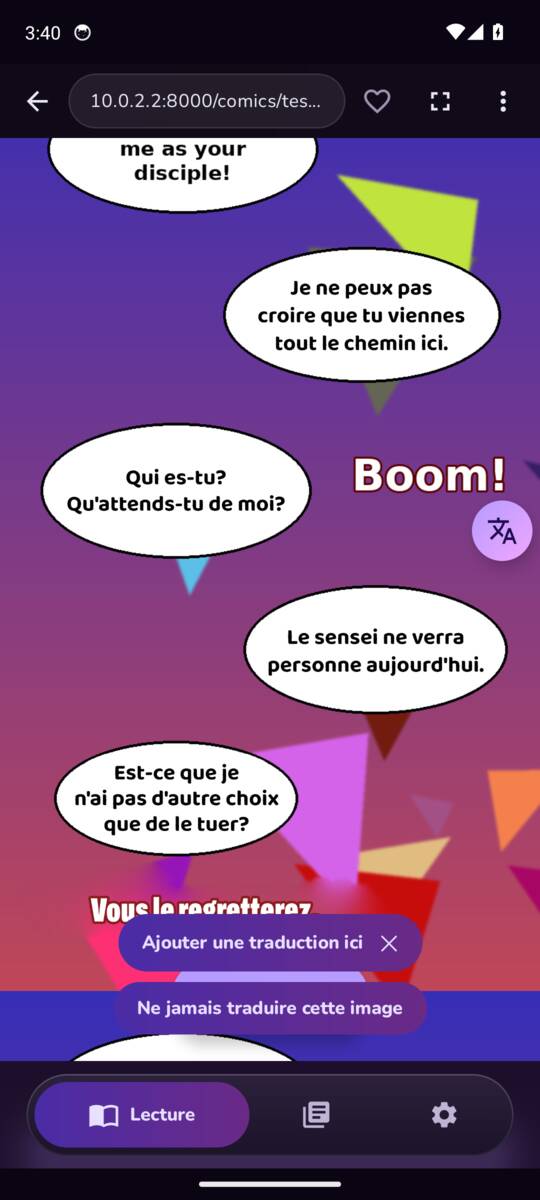 3:40
10.0.2.2:8000/comics/tes...
me as your
disciple!
Je ne peux pas
croire que tu viennes
tout le chemin ici.
Qui es-tu?
Qu'attends-tu de moi?
Boom!
Le sensei ne verra
personne aujourd'hui.
Est-ce que je
n'ai pas d'autre choix
que de le tuer?
Vous le regretterez.
Ajouter une traduction ici
Ne jamais traduire cette image
Lecture